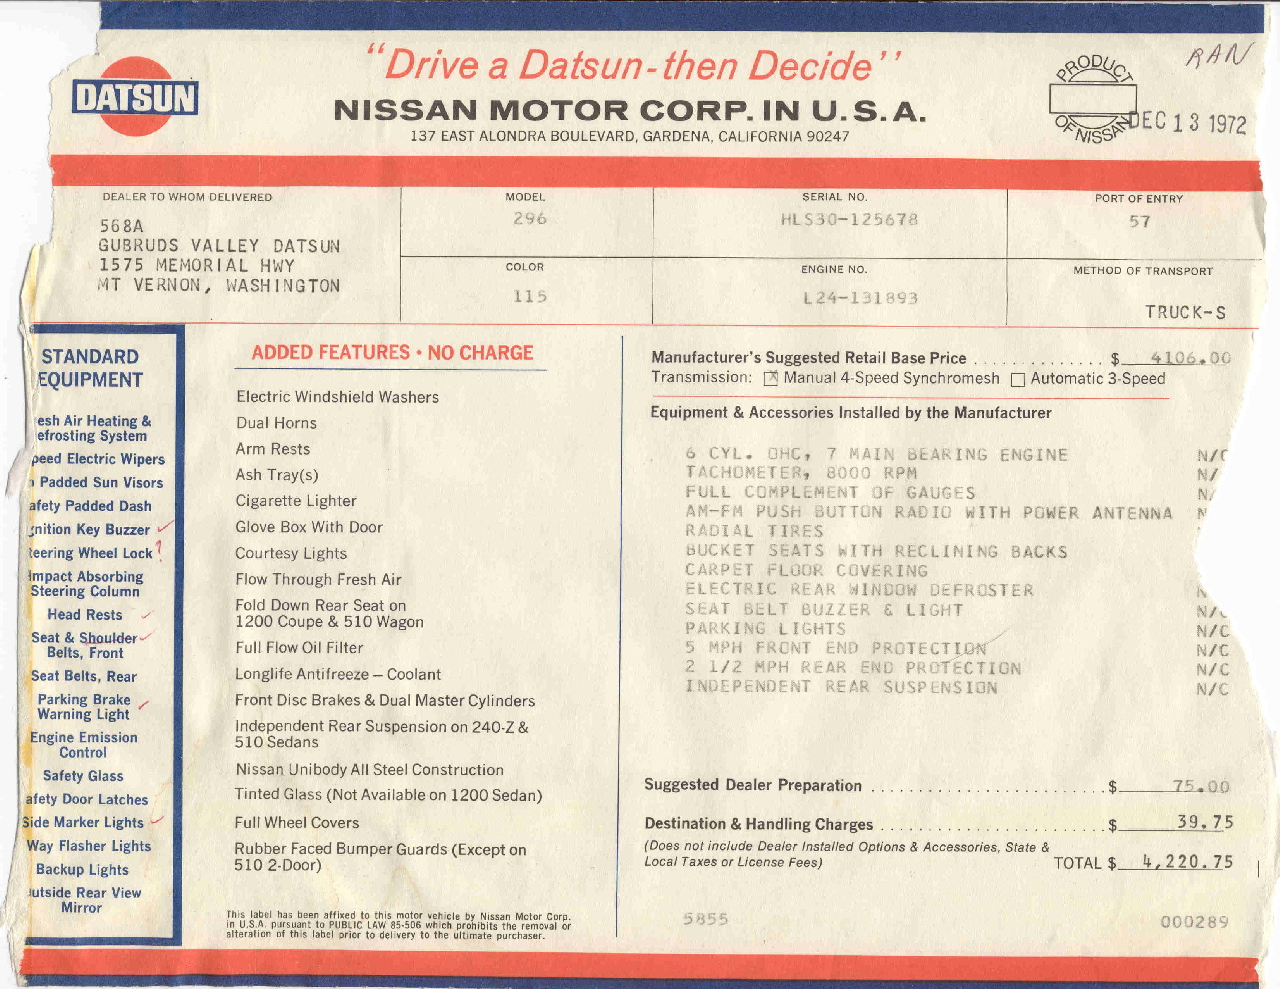 "Drive a Datsun-then Decide"
RAN
DATSUN
NISSAN MOTOR CORP. IN U.S.A.
137 EAST ALONDRA BOULEVARD, GARDENA, CALIFORNIA 90247
PRODUCT OF NISSAN
DEC 13 1972
DEALER TO WHOM DELIVERED
568A
GUBRUDS VALLEY DATSUN
1575 MEMORIAL HWY
MT VERNON, WASHINGTON
MODEL
296
SERIAL NO.
HLS30-125678
PORT OF ENTRY
57
COLOR
115
ENGINE NO.
L24-131893
METHOD OF TRANSPORT
TRUCK-S
STANDARD
EQUIPMENT
esh Air Heating &
efrosting System
peed Electric Wipers
Padded Sun Visors
afety Padded Dash
gnition Key Buzzer
teering Wheel Lock
Impact Absorbing
Steering Column
Head Rests
Seat & Shoulder
Belts, Front
Seat Belts, Rear
Parking Brake
Warning Light
Engine Emission
Control
Safety Glass
afety Door Latches
Side Marker Lights
Way Flasher Lights
Backup Lights
utside Rear View
Mirror
ADDED FEATURES • NO CHARGE
Electric Windshield Washers
Dual Horns
Arm Rests
Ash Tray(s)
Cigarette Lighter
Glove Box With Door
Courtesy Lights
Flow Through Fresh Air
Fold Down Rear Seat on
1200 Coupe & 510 Wagon
Full Flow Oil Filter
Longlife Antifreeze – Coolant
Front Disc Brakes & Dual Master Cylinders
Independent Rear Suspension on 240-Z &
510 Sedans
Nissan Unibody All Steel Construction
Tinted Glass (Not Available on 1200 Sedan)
Full Wheel Covers
Rubber Faced Bumper Guards (Except on
510 2-Door)
This label has been affixed to this motor vehicle by Nissan Motor Corp.
in U.S.A. pursuant to PUBLIC LAW 85-506 which prohibits the removal or
alteration of this label prior to delivery to the ultimate purchaser.
Manufacturer's Suggested Retail Base Price . . . . . . . . . . . . . . $ 4106.00
Transmission: ☒ Manual 4-Speed Synchromesh ☐ Automatic 3-Speed
Equipment & Accessories Installed by the Manufacturer
6 CYL. OHC, 7 MAIN BEARING ENGINE N/C
TACHOMETER, 8000 RPM N/
FULL COMPLEMENT OF GAUGES N/
AM-FM PUSH BUTTON RADIO WITH POWER ANTENNA N
RADIAL TIRES
BUCKET SEATS WITH RECLINING BACKS
CARPET FLOOR COVERING
ELECTRIC REAR WINDOW DEFROSTER N
SEAT BELT BUZZER & LIGHT N/C
PARKING LIGHTS N/C
5 MPH FRONT END PROTECTION N/C
2 1/2 MPH REAR END PROTECTION N/C
INDEPENDENT REAR SUSPENSION N/C
Suggested Dealer Preparation . . . . . . . . . . . . . . . . . . . . . . . . . $ 75.00
Destination & Handling Charges . . . . . . . . . . . . . . . . . . . . . . . . $ 39.75
(Does not include Dealer Installed Options & Accessories, State &
Local Taxes or License Fees)
TOTAL $ 4,220.75
5855
000289